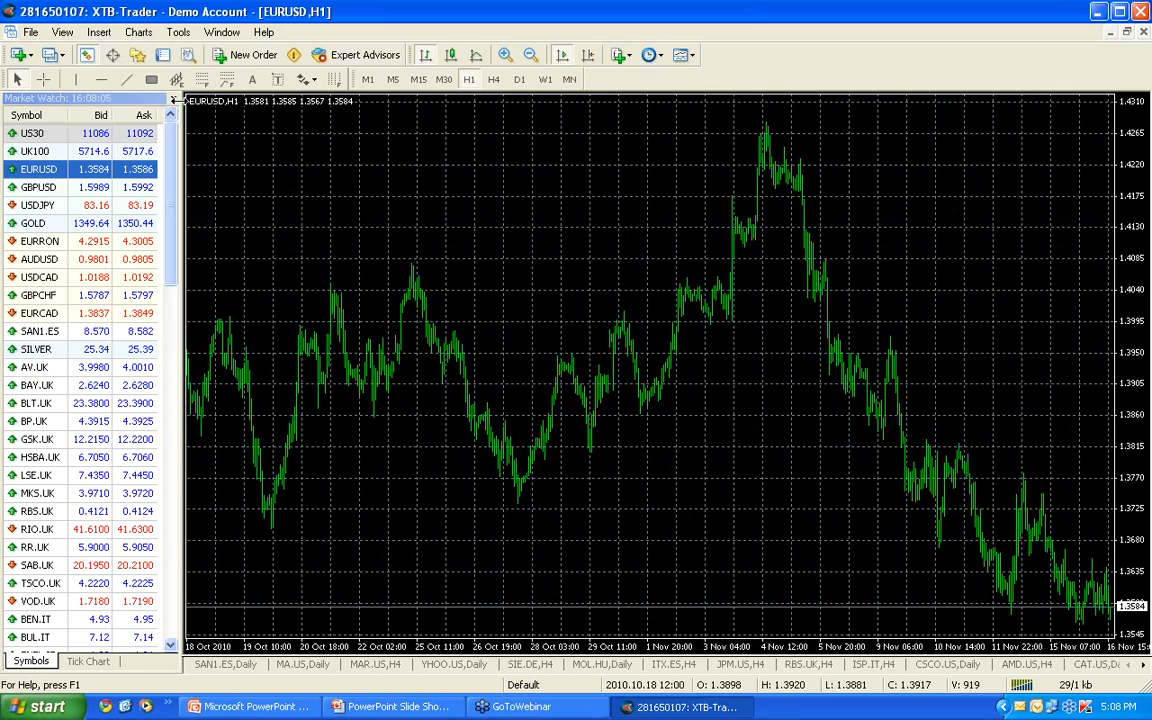 281650107: XTB-Trader - Demo Account - [EURUSD,H1]
File View Insert Charts Tools Window Help
New Order Expert Advisors
M1 M5 M15 M30 H1 H4 D1 W1 MN
Market Watch: 16:08:05
Symbol Bid Ask
US30 11086 11092
UK100 5714.6 5717.6
EURUSD 1.3584 1.3586
GBPUSD 1.5989 1.5992
USDJPY 83.16 83.19
GOLD 1349.64 1350.44
EURRON 4.2915 4.3005
AUDUSD 0.9801 0.9805
USDCAD 1.0188 1.0192
GBPCHF 1.5787 1.5797
EURCAD 1.3837 1.3849
SAN1.ES 8.570 8.582
SILVER 25.34 25.39
AV.UK 3.9980 4.0010
BAY.UK 2.6240 2.6280
BLT.UK 23.3800 23.3900
BP.UK 4.3915 4.3925
GSK.UK 12.2150 12.2200
HSBA.UK 6.7050 6.7060
LSE.UK 7.4350 7.4450
MKS.UK 3.9710 3.9720
RBS.UK 0.4121 0.4124
RIO.UK 41.6100 41.6300
RR.UK 5.9000 5.9050
SAB.UK 20.1950 20.2100
TSCO.UK 4.2220 4.2225
VOD.UK 1.7180 1.7190
BEN.IT 4.93 4.95
BUL.IT 7.12 7.14
Symbols Tick Chart
EURUSD,H1 1.3581 1.3585 1.3567 1.3584
1.4310
1.4265
1.4220
1.4175
1.4130
1.4085
1.4040
1.3995
1.3950
1.3905
1.3860
1.3815
1.3770
1.3725
1.3680
1.3635
1.3584
1.3545
18 Oct 2010 19 Oct 10:00 20 Oct 18:00 22 Oct 02:00 25 Oct 11:00 26 Oct 19:00 28 Oct 03:00 29 Oct 11:00 1 Nov 20:00 3 Nov 04:00 4 Nov 12:00 5 Nov 20:00 9 Nov 06:00 10 Nov 14:00 11 Nov 22:00 15 Nov 07:00 16 Nov 15:0
SAN1.ES,Daily MA.US,Daily MAR.US,H4 YHOO.US,Daily SIE.DE,H4 MOL.HU,Daily ITX.ES,H4 JPM.US,H4 RBS.UK,H4 ISP.IT,H4 CSCO.US,Daily AMD.US,H4 CAT.US,Da
For Help, press F1 Default 2010.10.18 12:00 O: 1.3898 H: 1.3920 L: 1.3881 C: 1.3917 V: 919 29/1 kb
start Microsoft PowerPoint ... PowerPoint Slide Sho... GoToWebinar 281650107: XTB-Tra... 5:08 PM